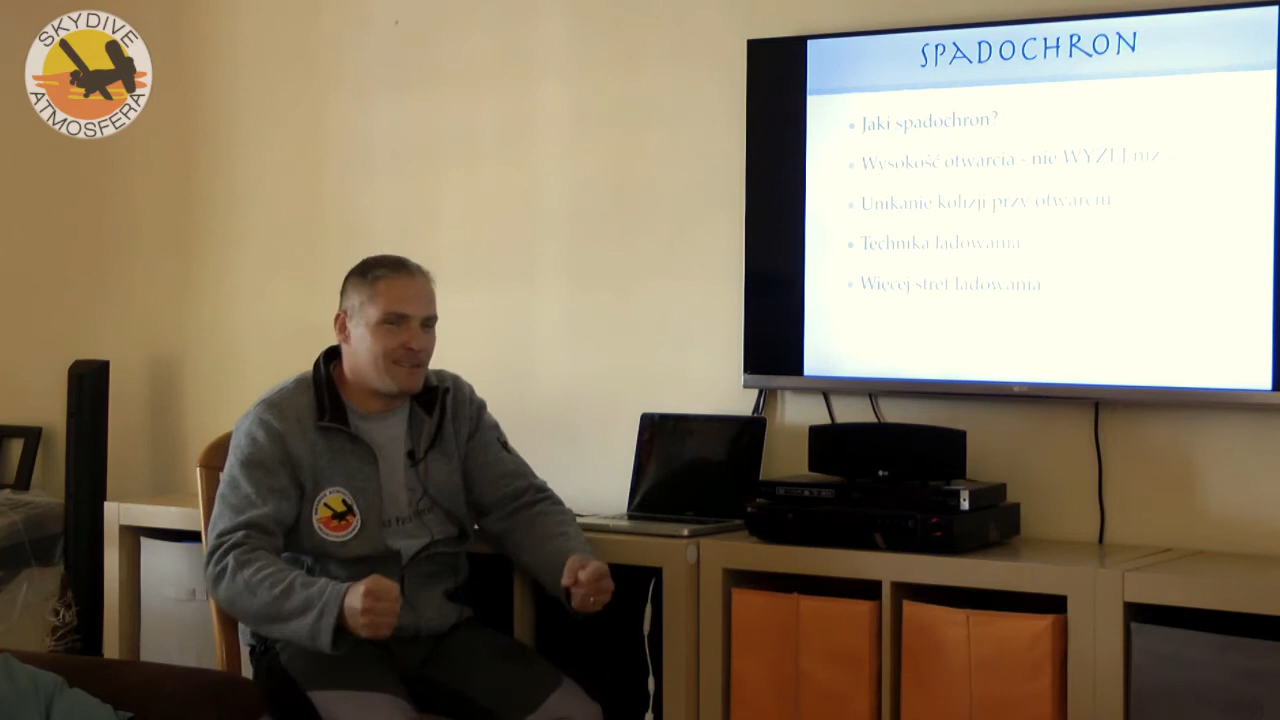 SKYDIVE
ATMOSFERA
SPADOCHRON
Jaki spadochron?
Wysokość otwarcia - nie WYŻEJ niż
Unikanie kolizji przy otwarciu
Technika lądowania
Więcej stref lądowania
LG